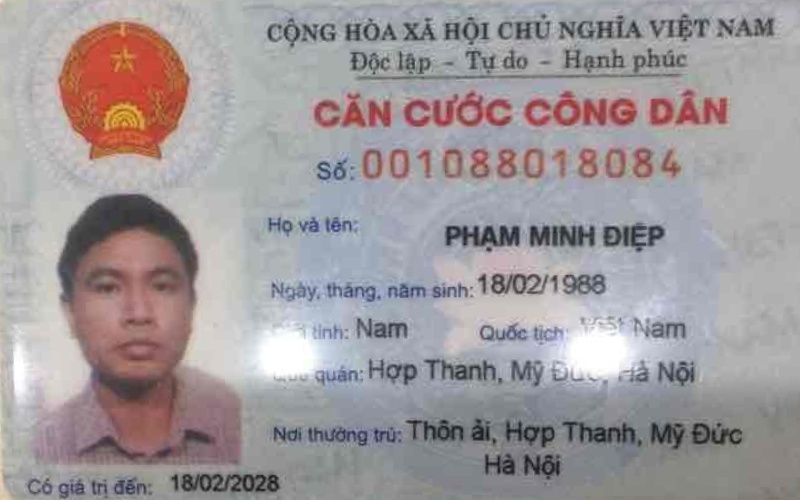 CỘNG HÒA XÃ HỘI CHỦ NGHĨA VIỆT NAM
Độc lập - Tự do - Hạnh phúc
CĂN CƯỚC CÔNG DÂN
Số: 001088018084
Họ và tên:
PHẠM MINH ĐIỆP
Ngày, tháng, năm sinh: 18/02/1988
tính: Nam Quốc tịch: Việt Nam
quán: Hợp Thanh, Mỹ Đức, Hà Nội
Nơi thường trú: Thôn ải, Hợp Thanh, Mỹ Đức
Hà Nội
Có giá trị đến: 18/02/2028